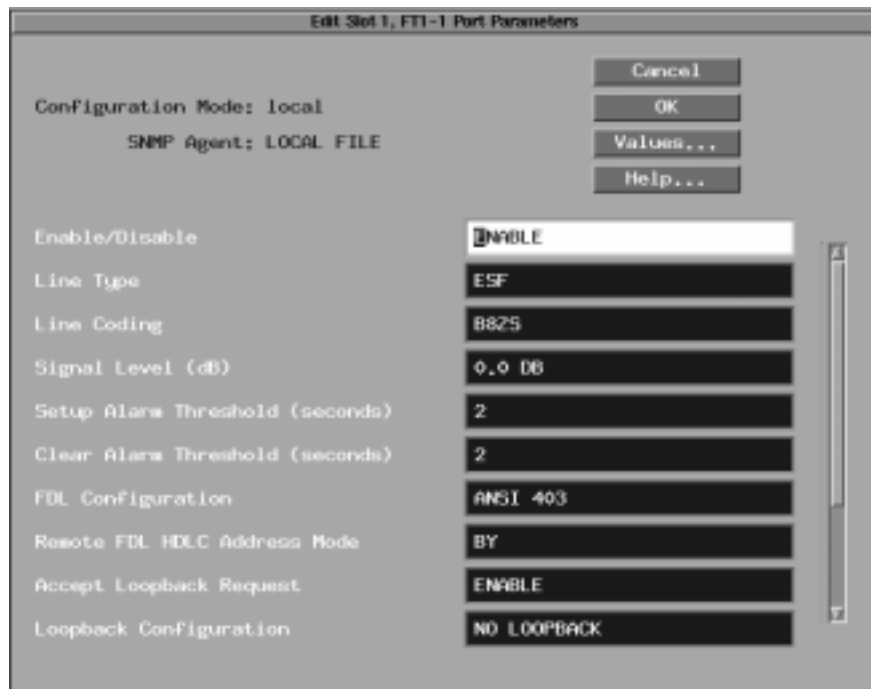 Edit Slot 1, FT1-1 Port Parameters
Cancel
Configuration Mode: local
OK
SNMP Agent: LOCAL FILE
Values...
Help...
Enable/Disable
ENABLE
Line Type
ESF
Line Coding
B8ZS
Signal Level (dB)
0.0 DB
Setup Alarm Threshold (seconds)
2
Clear Alarm Threshold (seconds)
2
FDL Configuration
ANSI 403
Remote FDL HDLC Address Mode
BY
Accept Loopback Request
ENABLE
Loopback Configuration
NO LOOPBACK